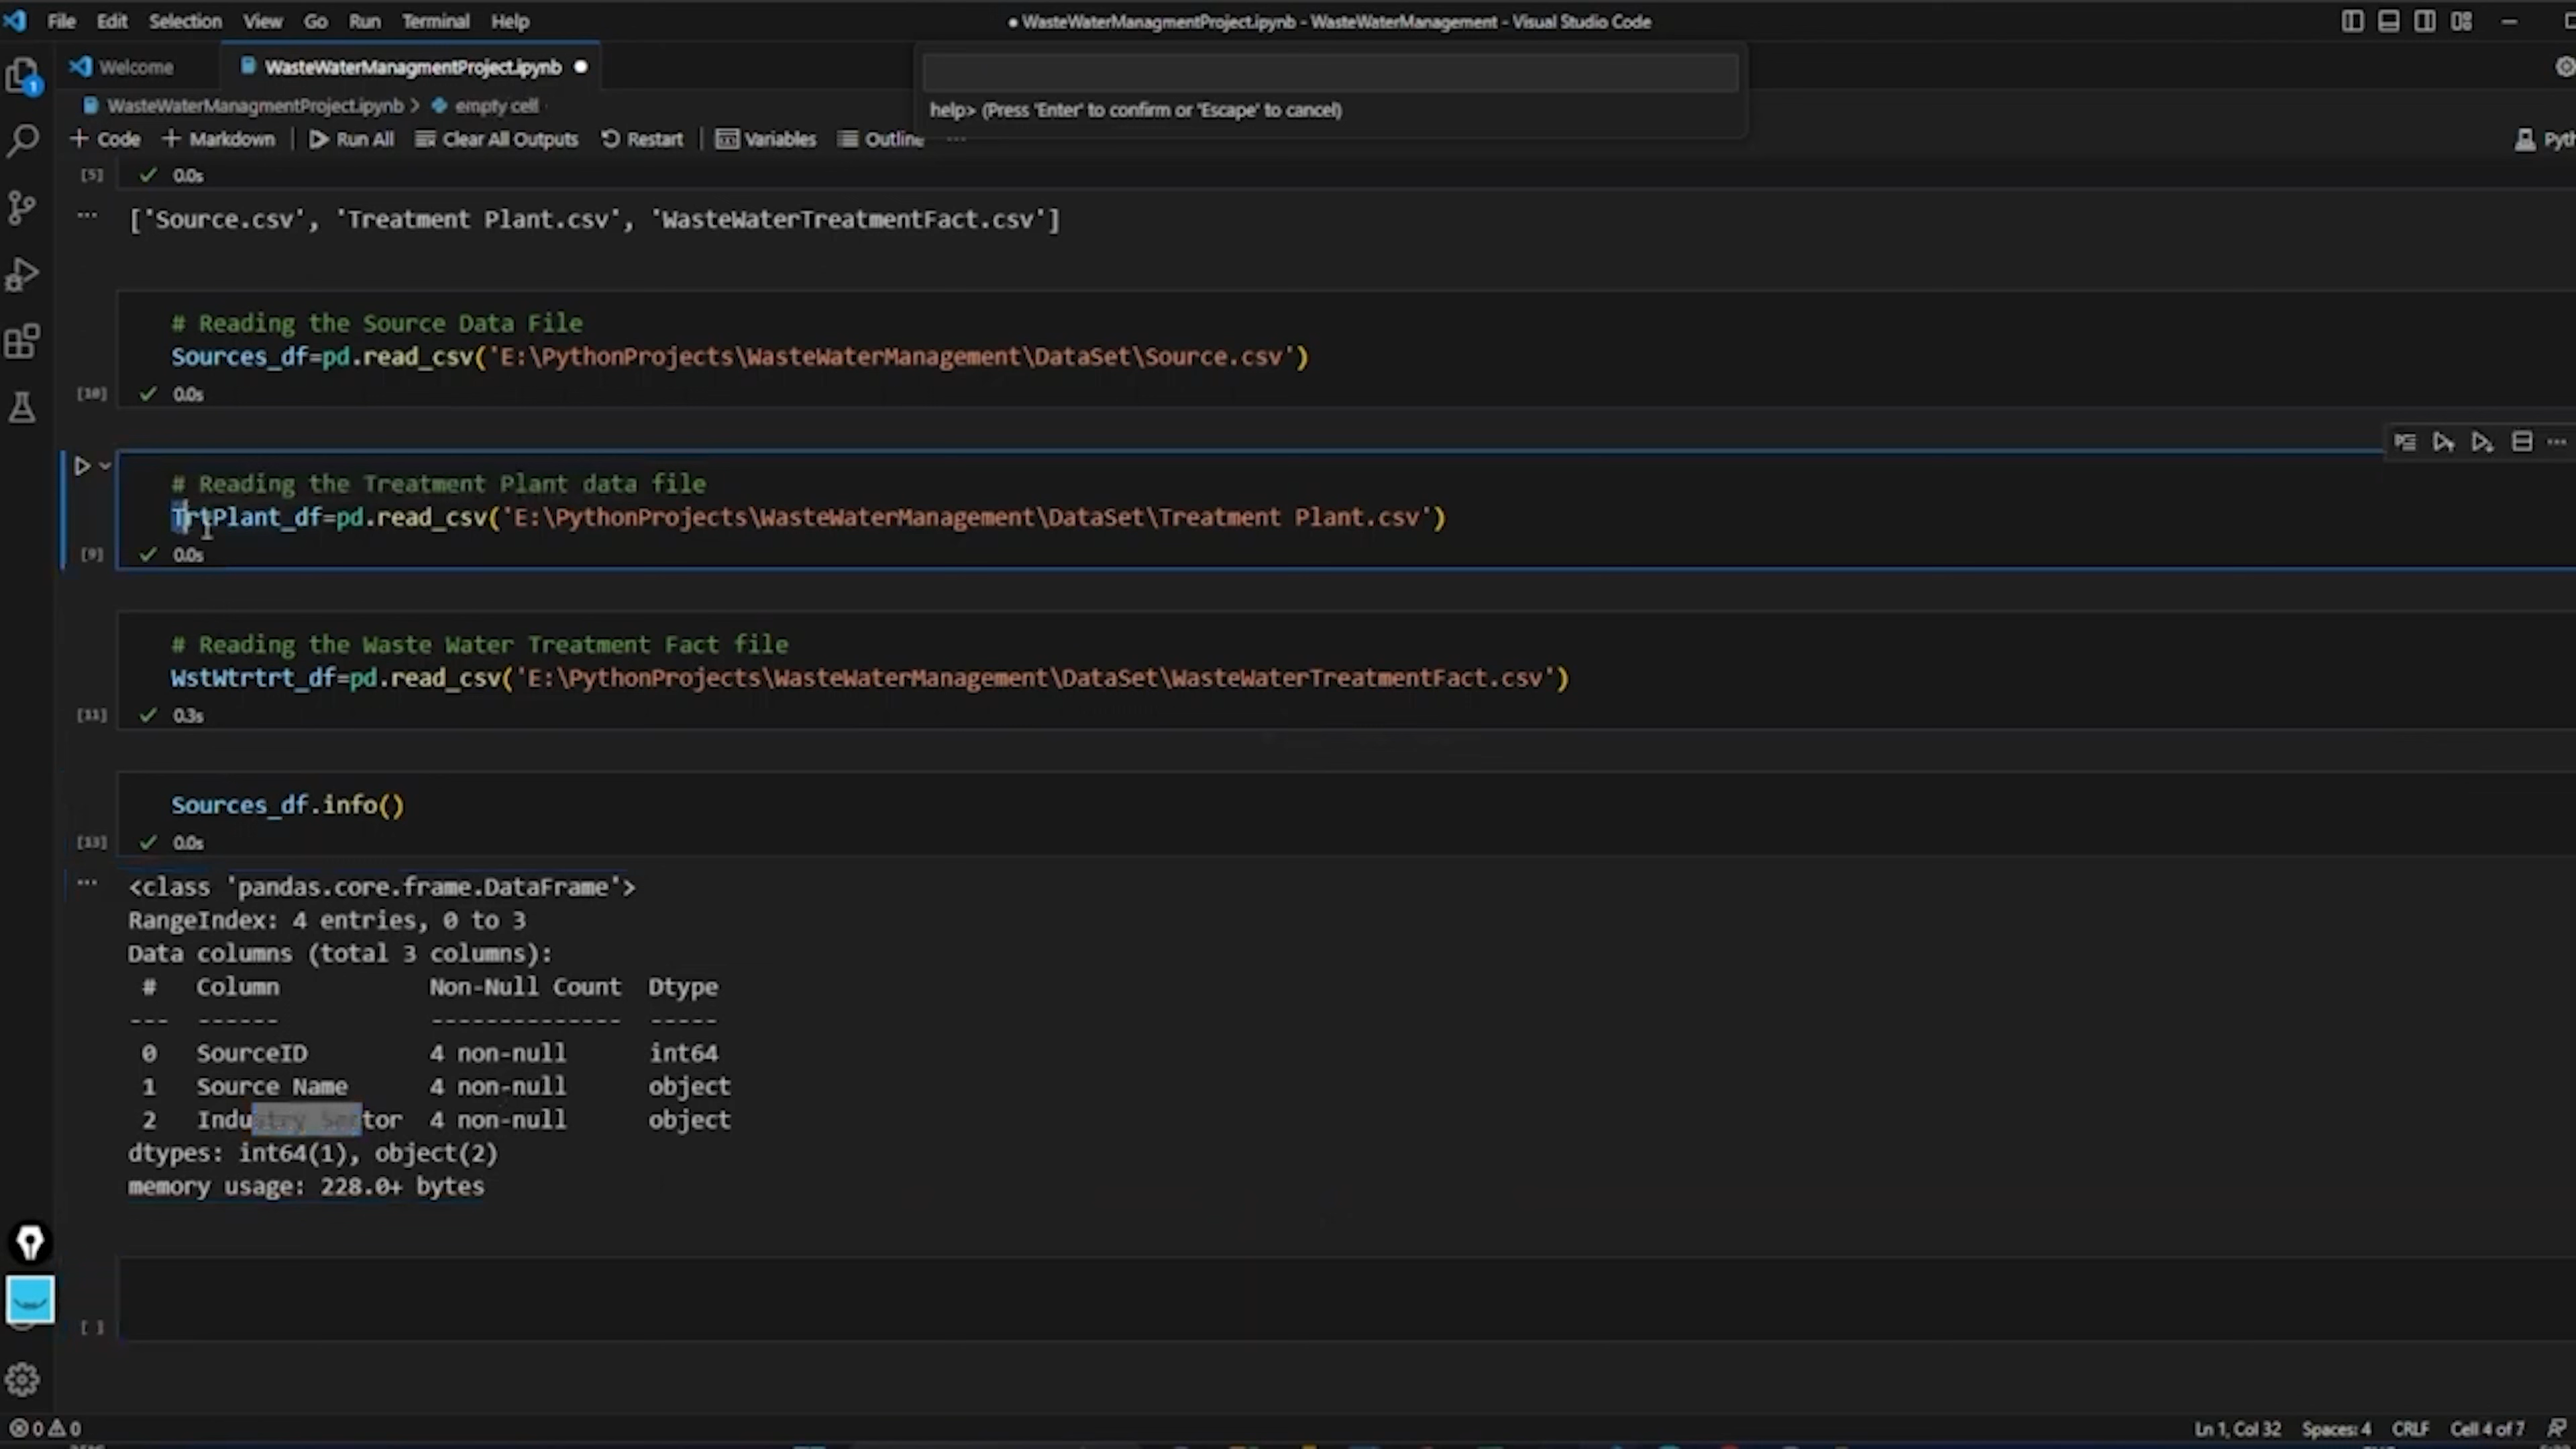 File Edit Selection View Go Run Terminal Help
● WasteWaterManagmentProject.ipynb - WasteWaterManagement - Visual Studio Code
Welcome
WasteWaterManagmentProject.ipynb ●
help> (Press 'Enter' to confirm or 'Escape' to cancel)
WasteWaterManagmentProject.ipynb > empty cell
+ Code + Markdown | Run All Clear All Outputs Restart | Variables Outline ...
1
[5] ✓ 0.0s
['Source.csv', 'Treatment Plant.csv', 'WasteWaterTreatmentFact.csv']
# Reading the Source Data File
Sources_df=pd.read_csv('E:\PythonProjects\WasteWaterManagement\DataSet\Source.csv')
[10] ✓ 0.0s
# Reading the Treatment Plant data file
TrtPlant_df=pd.read_csv('E:\PythonProjects\WasteWaterManagement\DataSet\Treatment Plant.csv')
[9] ✓ 0.0s
# Reading the Waste Water Treatment Fact file
WstWtrtrt_df=pd.read_csv('E:\PythonProjects\WasteWaterManagement\DataSet\WasteWaterTreatmentFact.csv')
[11] ✓ 0.3s
Sources_df.info()
[13] ✓ 0.0s
<class 'pandas.core.frame.DataFrame'>
RangeIndex: 4 entries, 0 to 3
Data columns (total 3 columns):
# Column Non-Null Count Dtype
--- ------ -------------- -----
0 SourceID 4 non-null int64
1 Source Name 4 non-null object
2 Industry Sector 4 non-null object
dtypes: int64(1), object(2)
memory usage: 228.0+ bytes
[ ]
0 0
Ln 1, Col 32 Spaces: 4 CRLF Cell 4 of 7